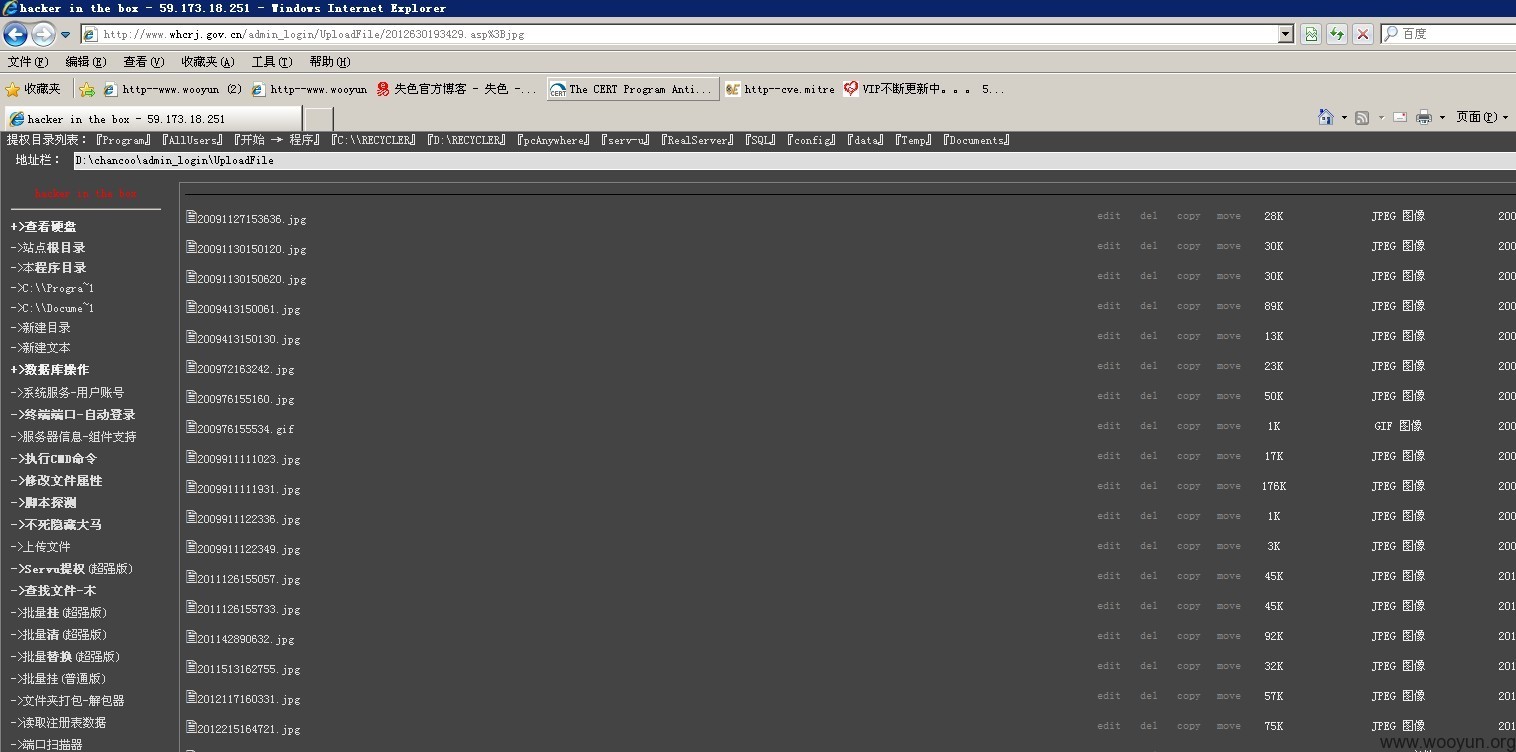 hacker in the box - 59.173.18.251 - Windows Internet Explorer
http://www.whcrj.gov.cn/admin_login/UploadFile/2012630193429.asp%3Bjpg
百度
文件(F) 编辑(E) 查看(V) 收藏夹(A) 工具(T) 帮助(H)
收藏夹 http--www.wooyun (2) http--www.wooyun 失色官方博客 - 失色 -... The CERT Program Anti... http--cve.mitre VIP不断更新中。。。 5...
hacker in the box - 59.173.18.251
页面(P)
提权目录列表：『Program』 『AllUsers』 『开始 → 程序』 『C:\\RECYCLER』 『D:\RECYCLER』 『pcAnywhere』 『serv-u』 『RealServer』 『SQL』 『config』 『data』 『Temp』 『Documents』
地址栏： D:\chancoo\admin_login\UploadFile
hacker in the box
+>查看硬盘
->站点根目录
->本程序目录
->C:\\Progra~1
->C:\\Docume~1
->新建目录
->新建文本
+>数据库操作
->系统服务-用户账号
->终端端口-自动登录
->服务器信息-组件支持
->执行CMD命令
->修改文件属性
->脚本探测
->不死隐藏大马
->上传文件
->Servu提权(超强版)
->查找文件-木
->批量挂(超强版)
->批量清(超强版)
->批量替换(超强版)
->批量挂(普通版)
->文件夹打包-解包器
->读取注册表数据
->端口扫描器
20091127153636.jpg edit del copy move 28K JPEG 图像 200
20091130150120.jpg edit del copy move 30K JPEG 图像 200
20091130150620.jpg edit del copy move 30K JPEG 图像 200
2009413150061.jpg edit del copy move 89K JPEG 图像 200
2009413150130.jpg edit del copy move 13K JPEG 图像 200
200972163242.jpg edit del copy move 23K JPEG 图像 200
200976155160.jpg edit del copy move 50K JPEG 图像 200
200976155534.gif edit del copy move 1K GIF 图像 200
2009911111023.jpg edit del copy move 17K JPEG 图像 200
2009911111931.jpg edit del copy move 176K JPEG 图像 200
2009911122336.jpg edit del copy move 1K JPEG 图像 200
2009911122349.jpg edit del copy move 3K JPEG 图像 200
2011126155057.jpg edit del copy move 45K JPEG 图像 201
2011126155733.jpg edit del copy move 45K JPEG 图像 201
201142890632.jpg edit del copy move 92K JPEG 图像 201
2011513162755.jpg edit del copy move 32K JPEG 图像 201
2012117160331.jpg edit del copy move 57K JPEG 图像 201
2012215164721.jpg edit del copy move 75K JPEG 图像 201
www.wooyun.org